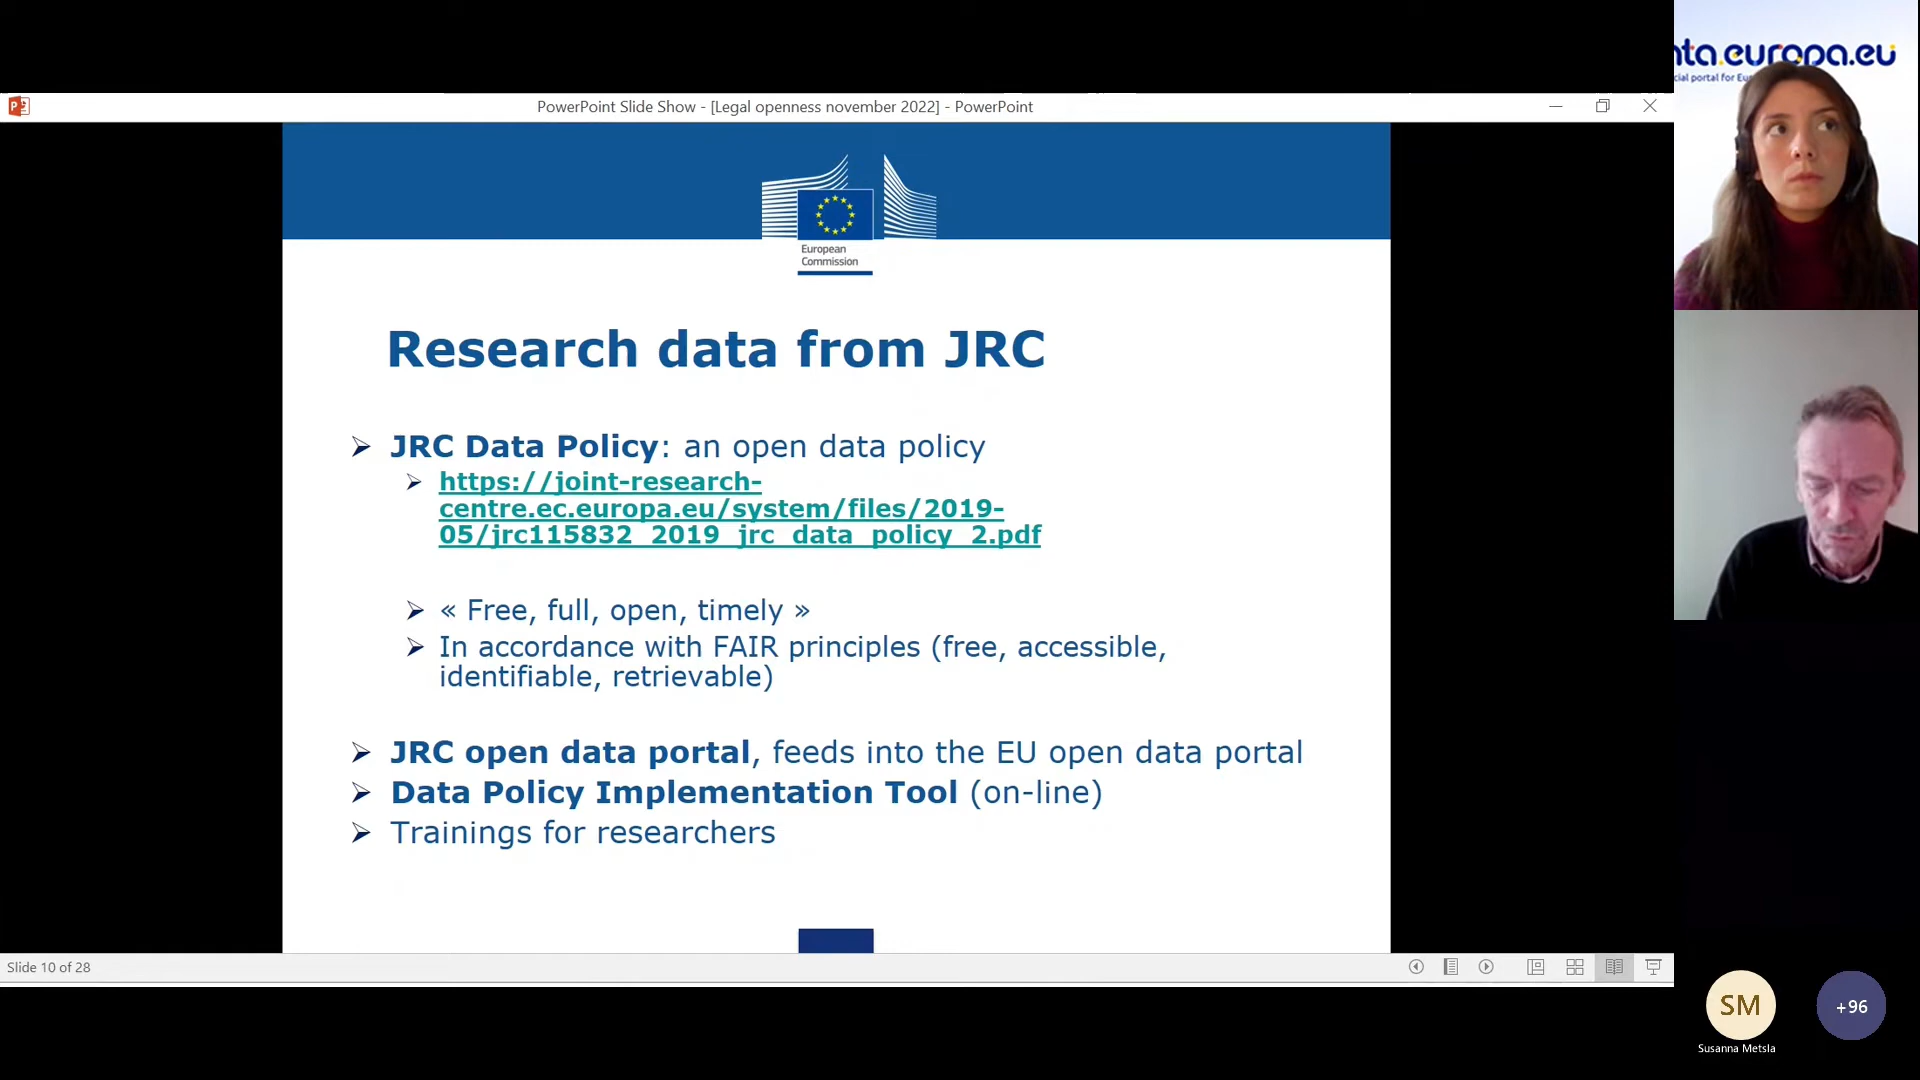 PowerPoint Slide Show - [Legal openness november 2022] - PowerPoint
European
Commission
Research data from JRC
JRC Data Policy: an open data policy
https://joint-research-
centre.ec.europa.eu/system/files/2019-
05/jrc115832_2019_jrc_data_policy_2.pdf
« Free, full, open, timely »
In accordance with FAIR principles (free, accessible,
identifiable, retrievable)
JRC open data portal, feeds into the EU open data portal
Data Policy Implementation Tool (on-line)
Trainings for researchers
Slide 10 of 28
ta.europa.eu
cial portal for Eu
SM
+96
Susanna Metsla